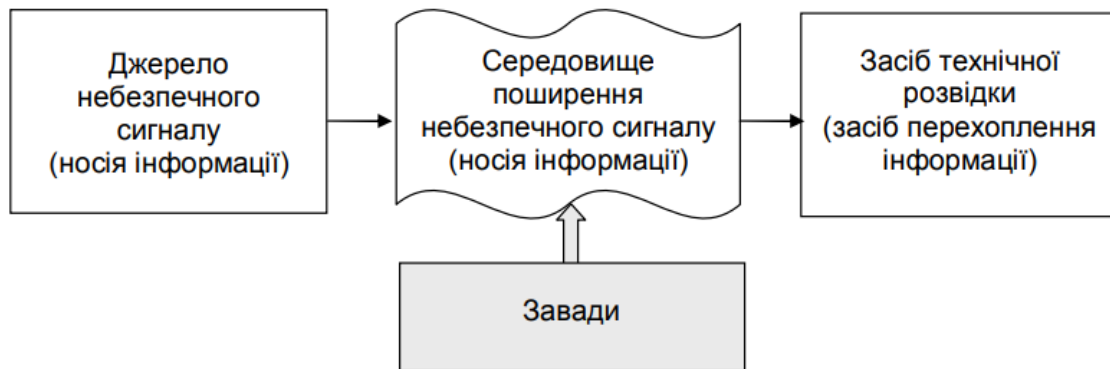 Джерело
небезпечного
сигналу
(носія інформації)
Середовище
поширення
небезпечного сигналу
(носія інформації)
Засіб технічної
розвідки
(засіб перехоплення
інформації)
Завади